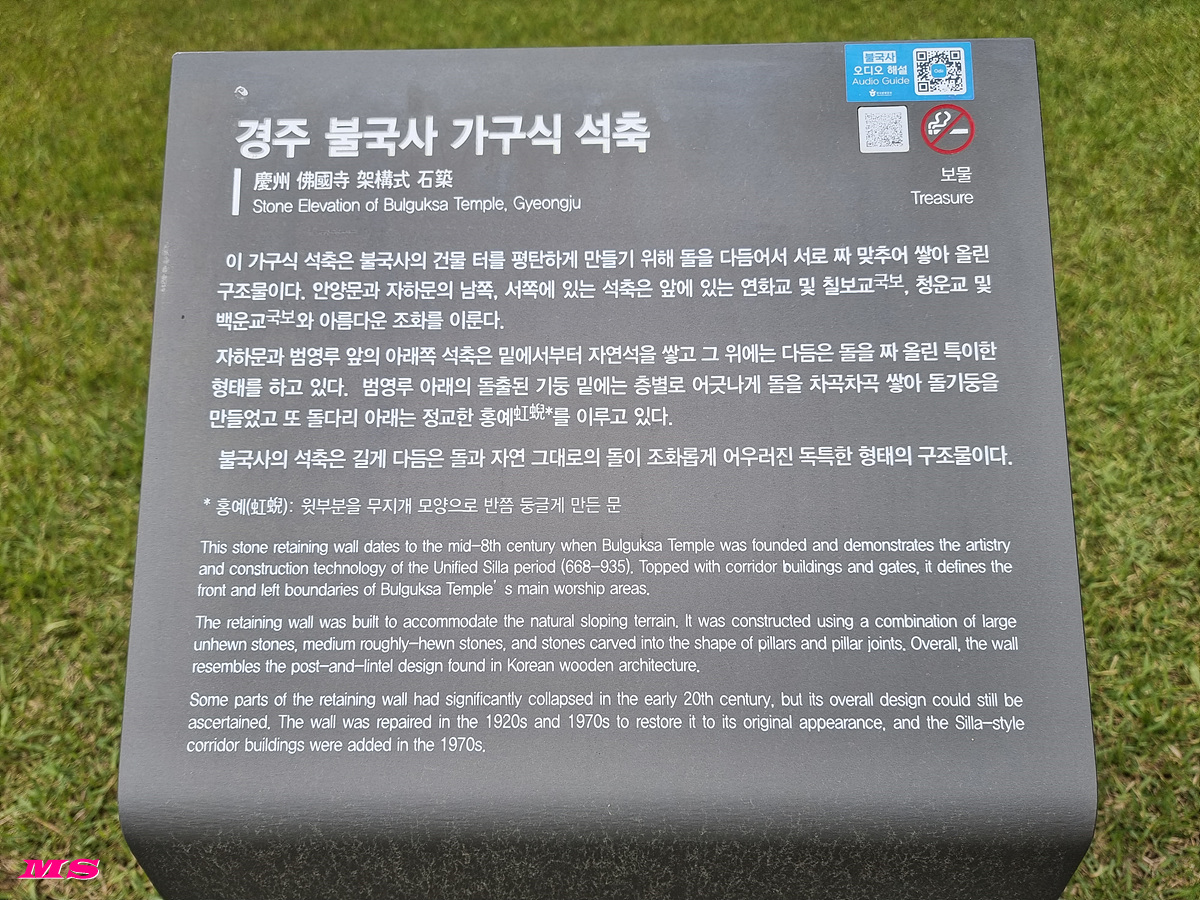 불국사
오디오 해설
Audio Guide
경주 불국사 가구식 석축
慶州 佛國寺 架構式 石築
Stone Elevation of Bulguksa Temple, Gyeongju
보물
Treasure
이 가구식 석축은 불국사의 건물 터를 평탄하게 만들기 위해 돌을 다듬어서 서로 짜 맞추어 쌓아 올린
구조물이다. 안양문과 자하문의 남쪽, 서쪽에 있는 석축은 앞에 있는 연화교 및 칠보교국보, 청운교 및
백운교국보와 아름다운 조화를 이룬다.
자하문과 범영루 앞의 아래쪽 석축은 밑에서부터 자연석을 쌓고 그 위에는 다듬은 돌을 짜 올린 특이한
형태를 하고 있다. 범영루 아래의 돌출된 기둥 밑에는 층별로 어긋나게 돌을 차곡차곡 쌓아 돌기둥을
만들었고 또 돌다리 아래는 정교한 홍예虹蜺*를 이루고 있다.
불국사의 석축은 길게 다듬은 돌과 자연 그대로의 돌이 조화롭게 어우러진 독특한 형태의 구조물이다.
* 홍예(虹蜺): 윗부분을 무지개 모양으로 반쯤 둥글게 만든 문
This stone retaining wall dates to the mid-8th century when Bulguksa Temple was founded and demonstrates the artistry
and construction technology of the Unified Silla period (668-935). Topped with corridor buildings and gates, it defines the
front and left boundaries of Bulguksa Temple's main worship areas.
The retaining wall was built to accommodate the natural sloping terrain. It was constructed using a combination of large
unhewn stones, medium roughly-hewn stones, and stones carved into the shape of pillars and pillar joints. Overall, the wall
resembles the post-and-lintel design found in Korean wooden architecture.
Some parts of the retaining wall had significantly collapsed in the early 20th century, but its overall design could still be
ascertained. The wall was repaired in the 1920s and 1970s to restore it to its original appearance, and the Silla-style
corridor buildings were added in the 1970s.
MS